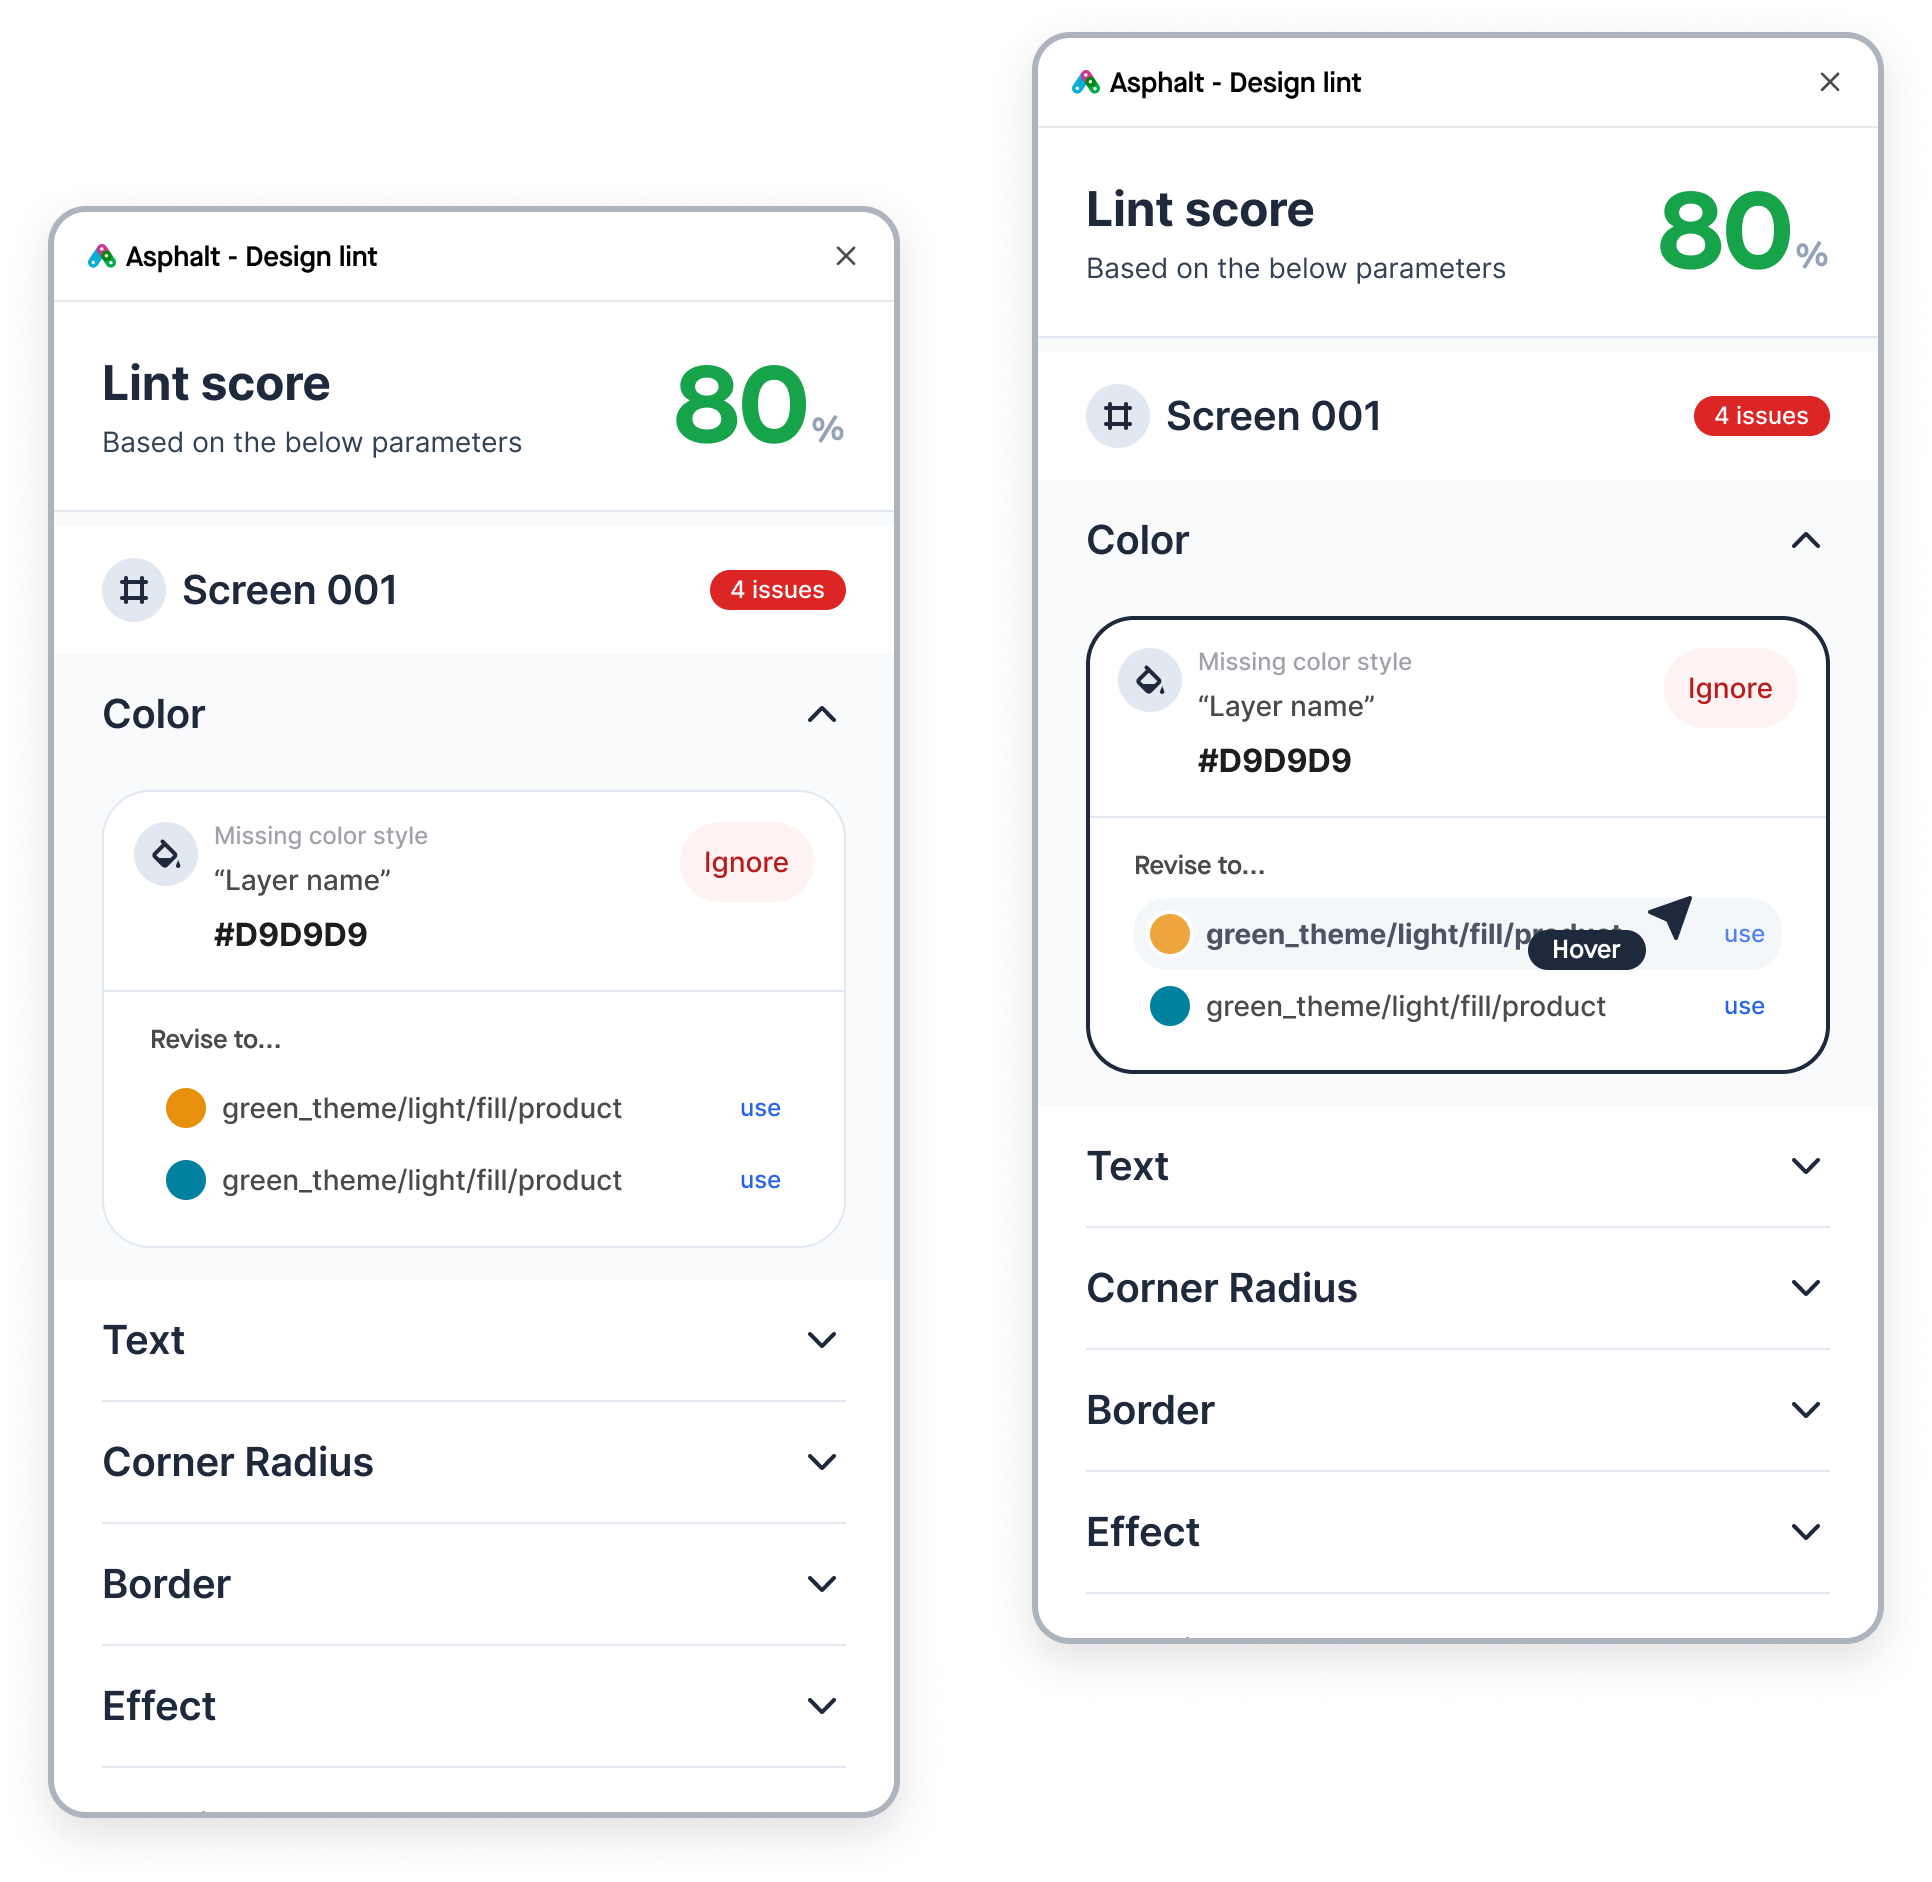 Asphalt - Design lint
Lint score
Based on the below parameters
80%
Screen 001
4 issues
Color
Missing color style
“Layer name”
#D9D9D9
Ignore
Revise to...
green_theme/light/fill/product use
green_theme/light/fill/product use
Text
Corner Radius
Border
Effect
Asphalt - Design lint
Lint score
Based on the below parameters
80%
Screen 001
4 issues
Color
Missing color style
“Layer name”
#D9D9D9
Ignore
Revise to...
green_theme/light/fill/product use
Hover
green_theme/light/fill/product use
Text
Corner Radius
Border
Effect